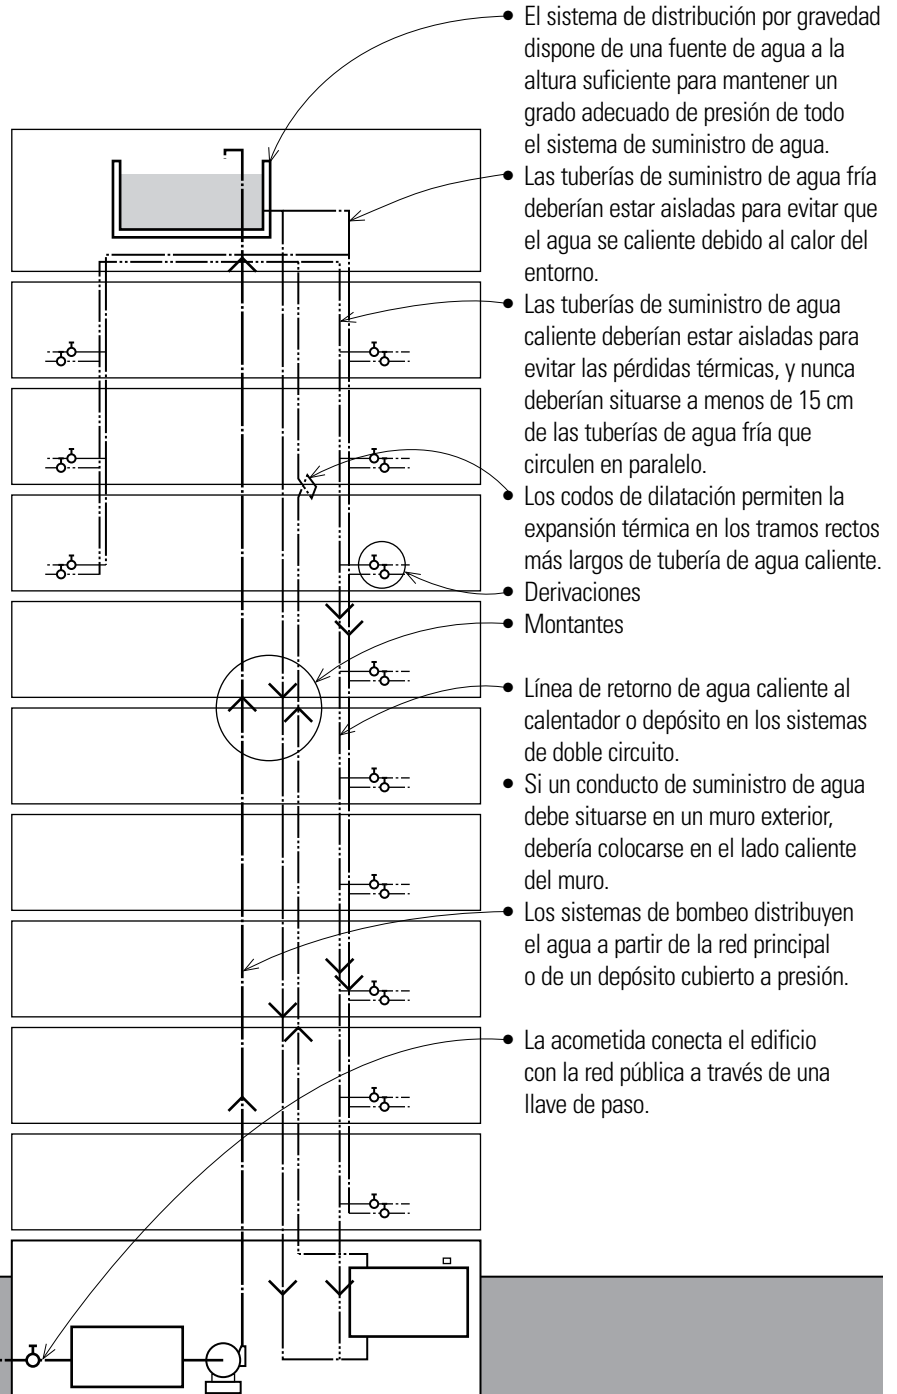 • El sistema de distribución por gravedad
dispone de una fuente de agua a la
altura suficiente para mantener un
grado adecuado de presión de todo
el sistema de suministro de agua.
• Las tuberías de suministro de agua fría
deberían estar aisladas para evitar que
el agua se caliente debido al calor del
entorno.
• Las tuberías de suministro de agua
caliente deberían estar aisladas para
evitar las pérdidas térmicas, y nunca
deberían situarse a menos de 15 cm
de las tuberías de agua fría que
circulen en paralelo.
• Los codos de dilatación permiten la
expansión térmica en los tramos rectos
más largos de tubería de agua caliente.
• Derivaciones
• Montantes
• Línea de retorno de agua caliente al
calentador o depósito en los sistemas
de doble circuito.
• Si un conducto de suministro de agua
debe situarse en un muro exterior,
debería colocarse en el lado caliente
del muro.
• Los sistemas de bombeo distribuyen
el agua a partir de la red principal
o de un depósito cubierto a presión.
• La acometida conecta el edificio
con la red pública a través de una
llave de paso.